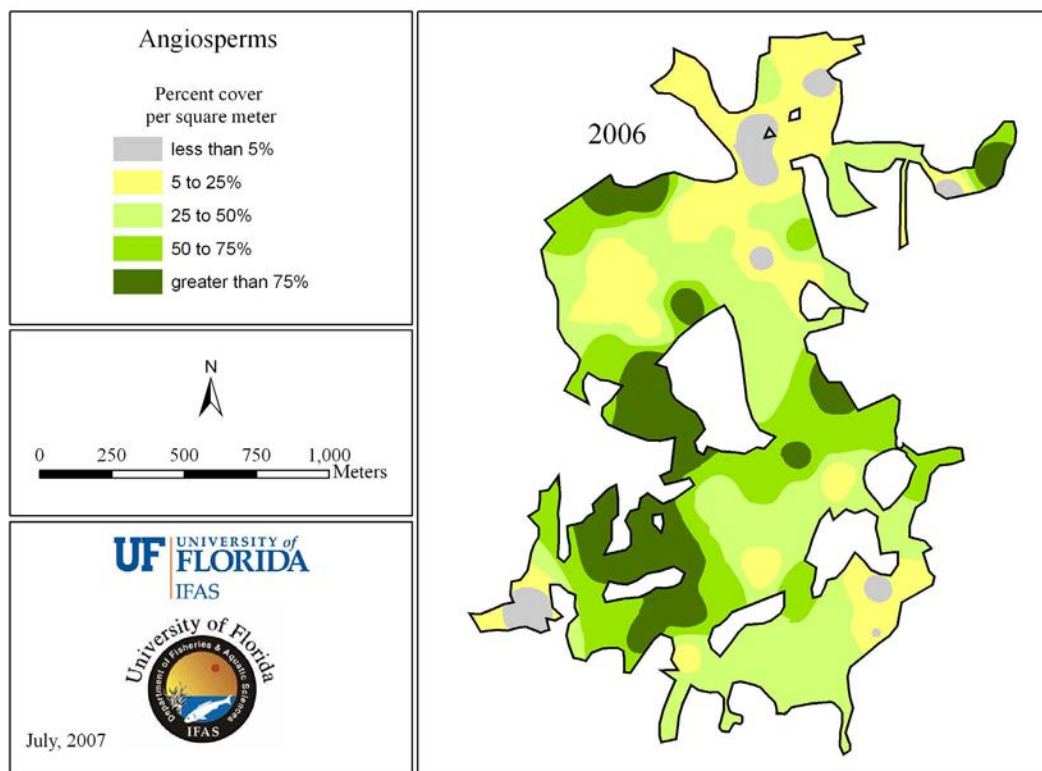 Angiosperms
Percent cover
per square meter
less than 5%
5 to 25%
25 to 50%
50 to 75%
greater than 75%
N
0 250 500 750 1,000
Meters
UF UNIVERSITY of
FLORIDA
IFAS
University of Florida
Department of Fisheries & Aquatic Sciences
IFAS
July, 2007
2006